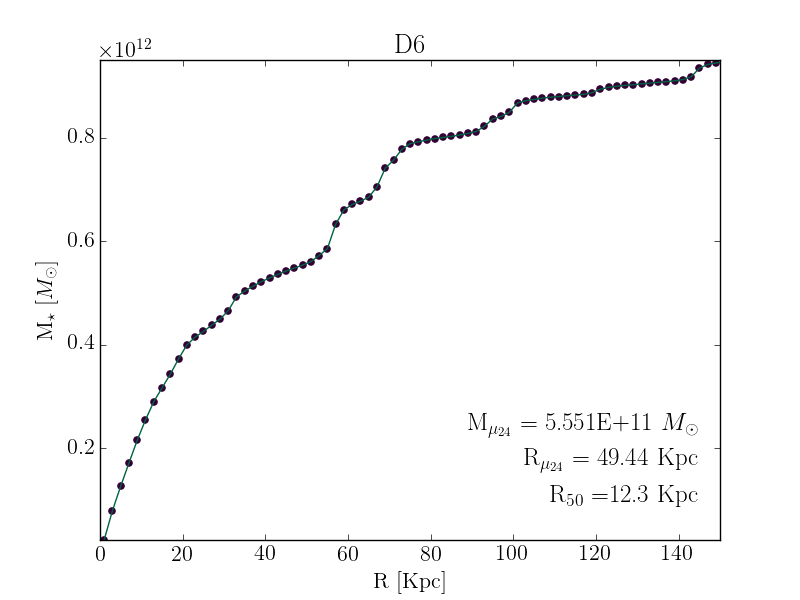 D6
×10¹²
0.8
0.6
0.4
0.2
M⋆ [M☉]
M_μ₂₄ = 5.551E+11 M☉
R_μ₂₄ = 49.44 Kpc
R₅₀ =12.3 Kpc
0 20 40 60 80 100 120 140
R [Kpc]